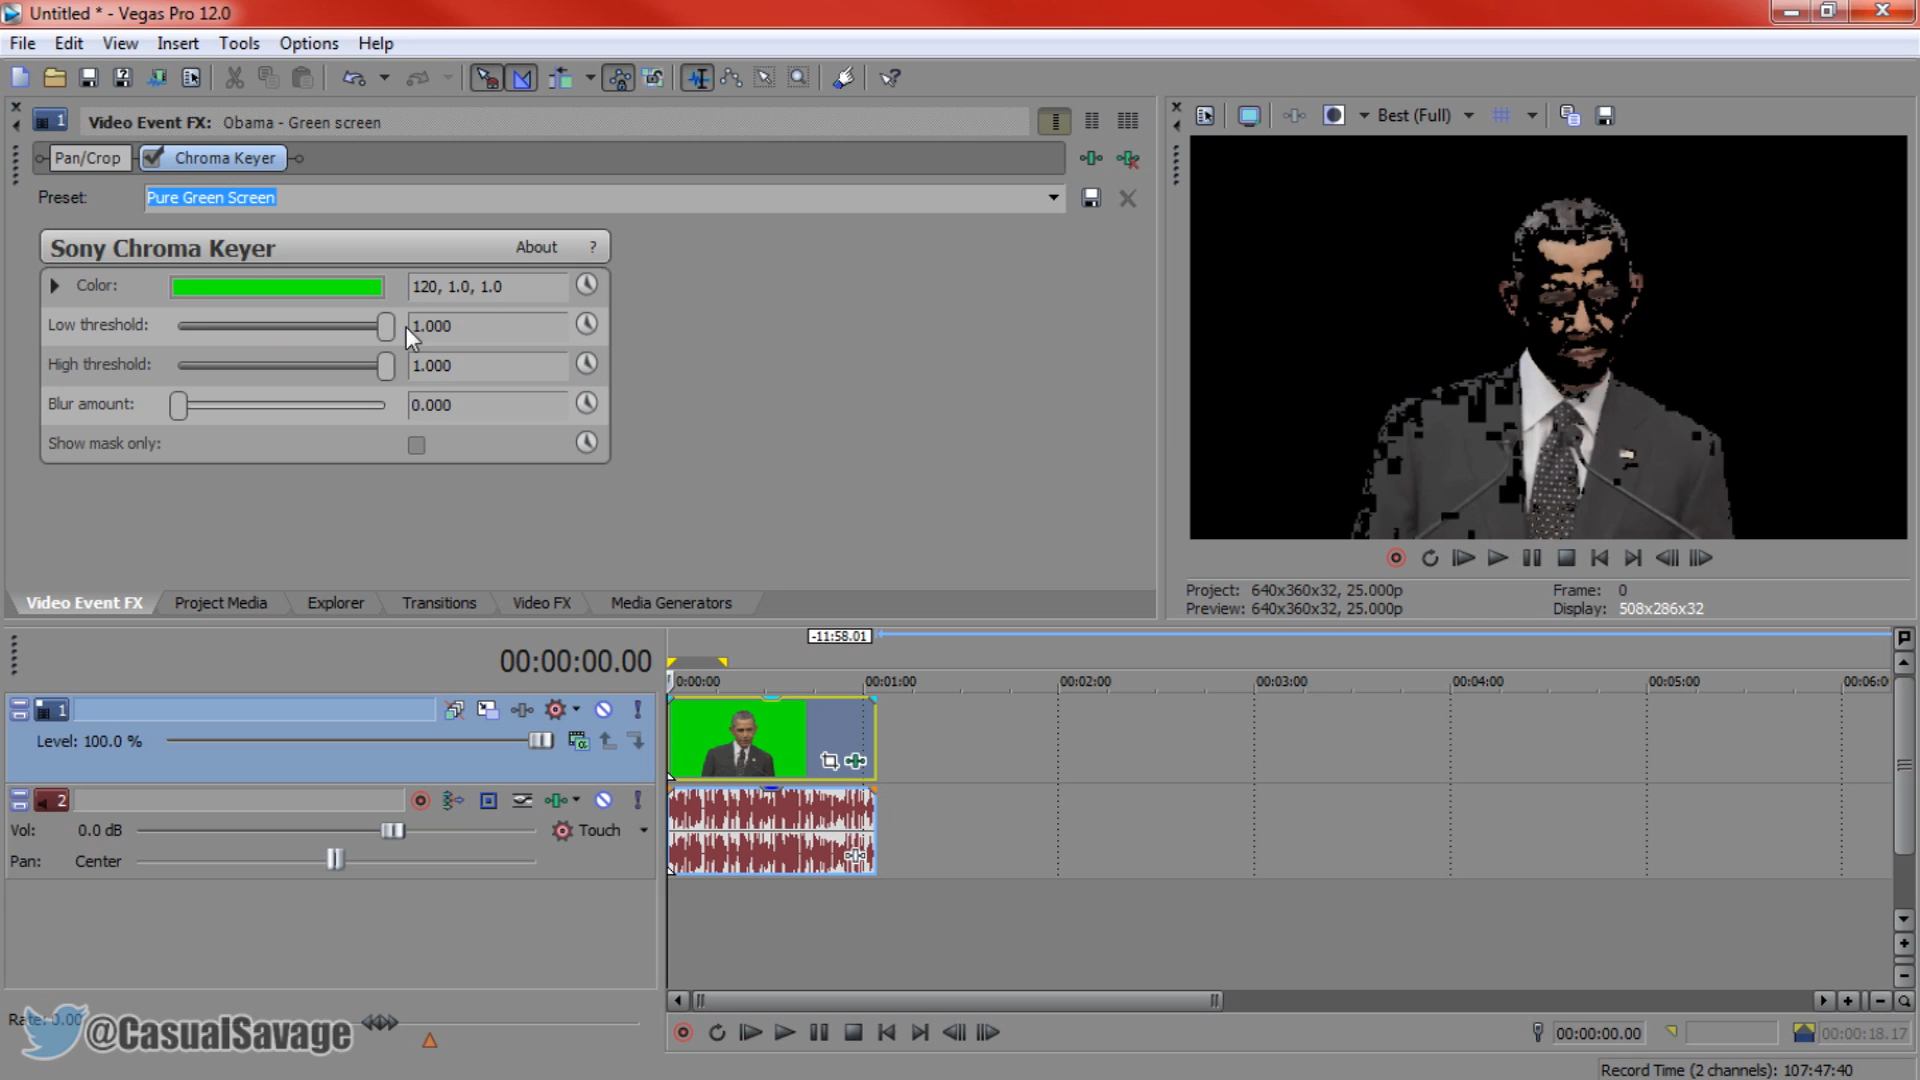 Untitled * - Vegas Pro 12.0
File Edit View Insert Tools Options Help
1 Video Event FX: Obama - Green screen
Best (Full)
Pan/Crop Chroma Keyer
Preset: Pure Green Screen
Sony Chroma Keyer About ?
Color: 120, 1.0, 1.0
Low threshold: 1.000
High threshold: 1.000
Blur amount: 0.000
Show mask only:
Project: 640x360x32, 25.000p Frame: 0
Preview: 640x360x32, 25.000p Display: 508x286x32
Video Event FX Project Media Explorer Transitions Video FX Media Generators
-11:58.01
00:00:00.00
0:00:00 00:01:00 00:02:00 00:03:00 00:04:00 00:05:00 00:06:0
1
Level: 100.0 %
2
Vol: 0.0 dB Touch
Pan: Center
Rate: 0.00
@CasualSavage
00:00:00.00 00:00:18.17
Record Time (2 channels): 107:47:40